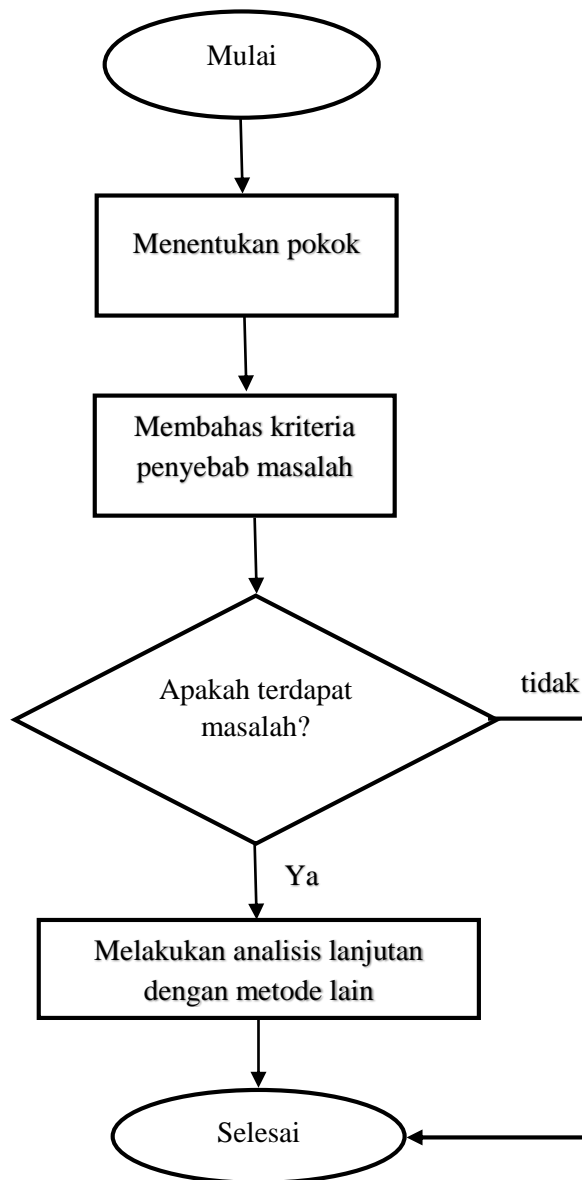 Mulai
Menentukan pokok
Membahas kriteria
penyebab masalah
Apakah terdapat
masalah?
tidak
Ya
Melakukan analisis lanjutan
dengan metode lain
Selesai